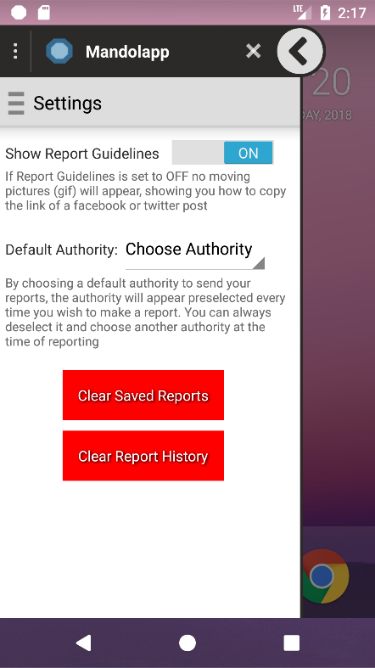 LTE 2:17
Mandolapp
20
DAY, 2018
Settings
Show Report Guidelines ON
If Report Guidelines is set to OFF no moving
pictures (gif) will appear, showing you how to copy
the link of a facebook or twitter post
Default Authority: Choose Authority
By choosing a default authority to send your
reports, the authority will appear preselected every
time you wish to make a report. You can always
deselect it and choose another authority at the
time of reporting
Clear Saved Reports
Clear Report History